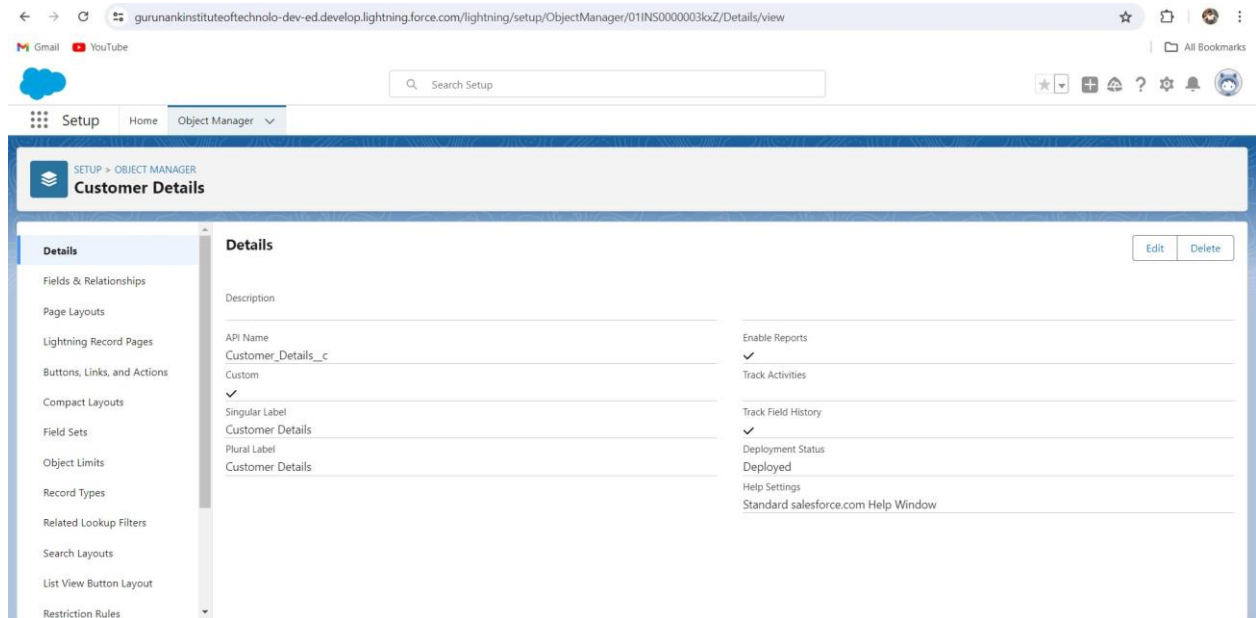 gurunankinstituteoftechnolo-dev-ed.develop.lightning.force.com/lightning/setup/ObjectManager/01INS0000003kxZ/Details/view
Gmail YouTube All Bookmarks
Search Setup
Setup Home Object Manager
SETUP > OBJECT MANAGER
Customer Details
Details
Fields & Relationships
Page Layouts
Lightning Record Pages
Buttons, Links, and Actions
Compact Layouts
Field Sets
Object Limits
Record Types
Related Lookup Filters
Search Layouts
List View Button Layout
Restriction Rules
Details
Edit Delete
Description
API Name
Customer_Details__c
Custom
Singular Label
Customer Details
Plural Label
Customer Details
Enable Reports
Track Activities
Track Field History
Deployment Status
Deployed
Help Settings
Standard salesforce.com Help Window